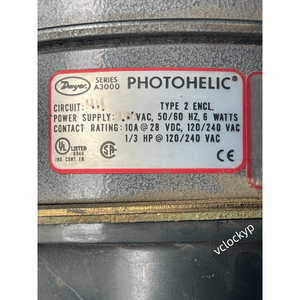 Dwyer
SERIES
A3000
PHOTOHELIC®
CIRCUIT:
TYPE 2 ENCL.
POWER SUPPLY: VAC, 50/60 HZ, 6 WATTS
CONTACT RATING: 10A @ 28 VDC, 120/240 VAC
1/3 HP @ 120/240 VAC
UL
LISTED
IND. CONT. EQ.
CE
vclockyp